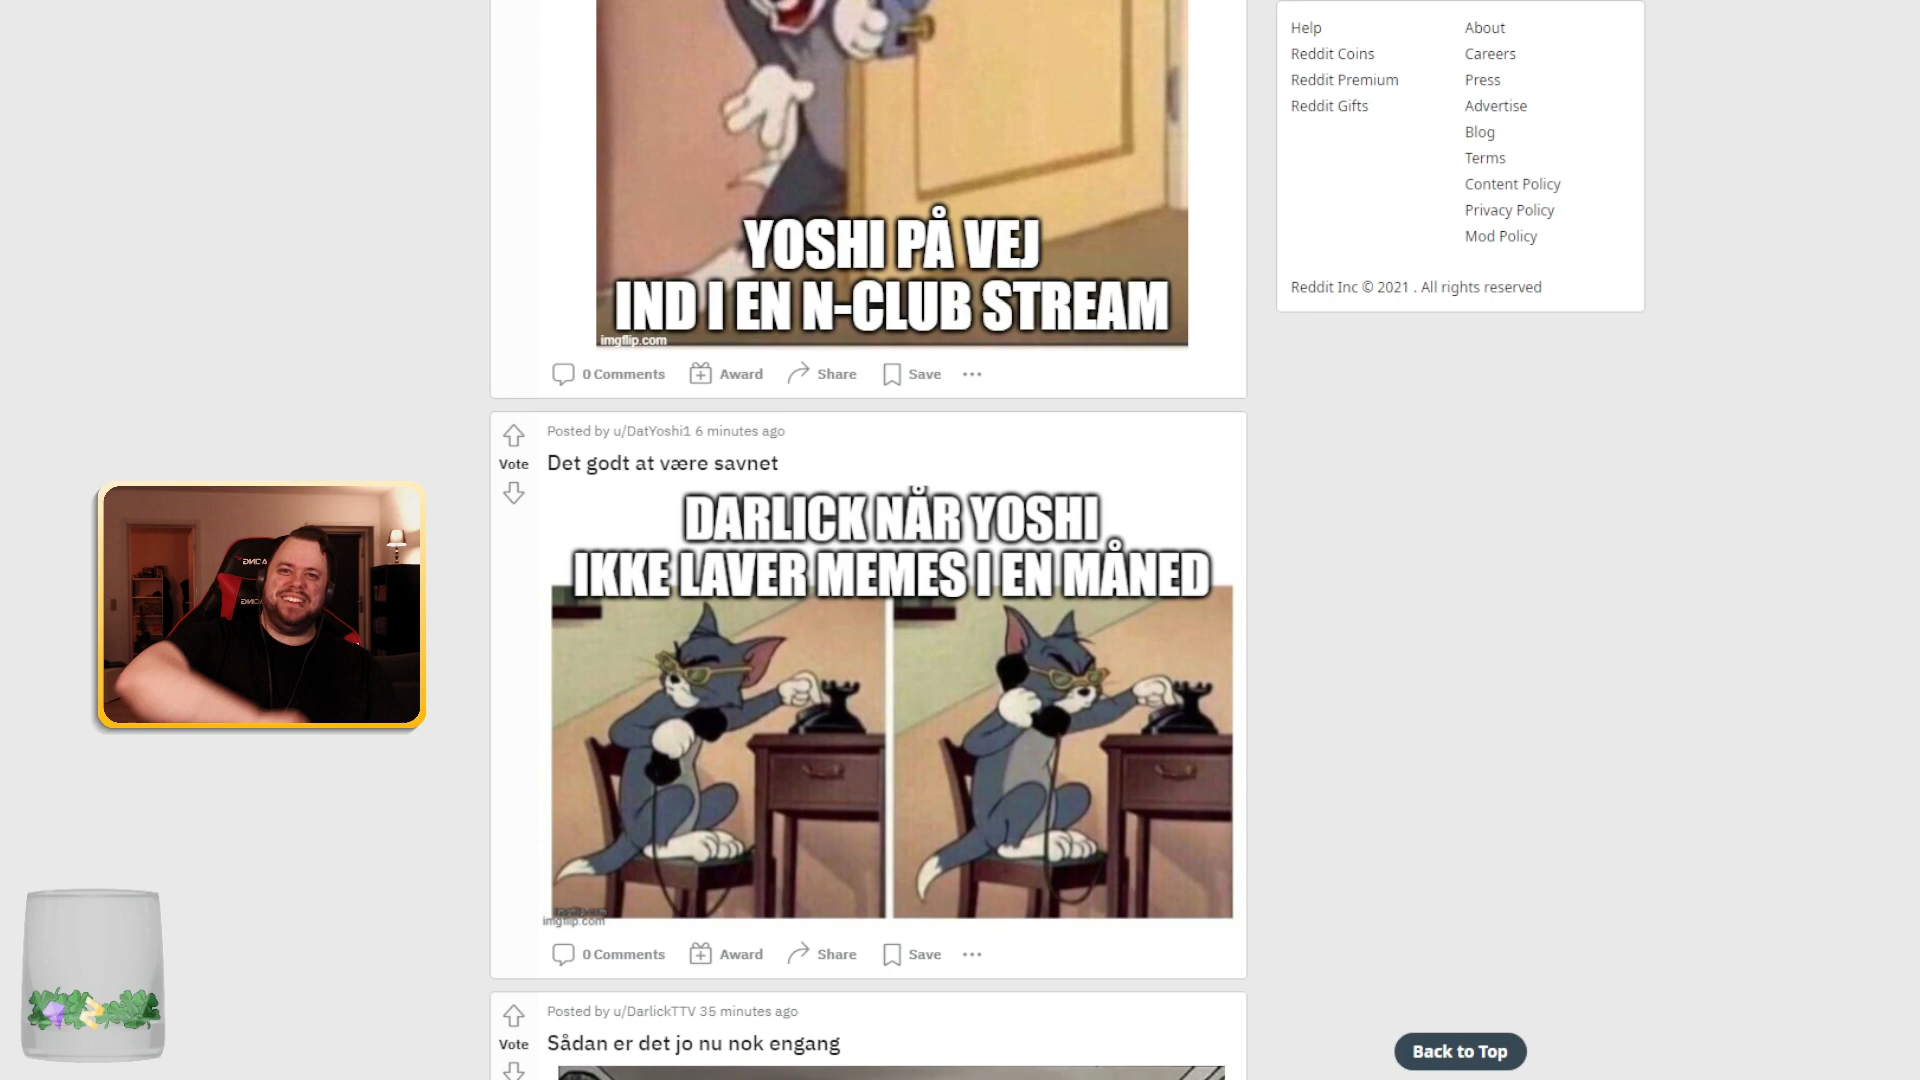 YOSHI PÅ VEJ
IND I EN N-CLUB STREAM
imgflip.com
0 Comments Award Share Save
Posted by u/DatYoshi1 6 minutes ago
Vote
Det godt at være savnet
DARLICK NÅR YOSHI
IKKE LAVER MEMES I EN MÅNED
imgflip.com
imgflip.com
0 Comments Award Share Save
Posted by u/DarlickTTV 35 minutes ago
Vote
Sådan er det jo nu nok engang
Help
Reddit Coins
Reddit Premium
Reddit Gifts
About
Careers
Press
Advertise
Blog
Terms
Content Policy
Privacy Policy
Mod Policy
Reddit Inc © 2021 . All rights reserved
Back to Top